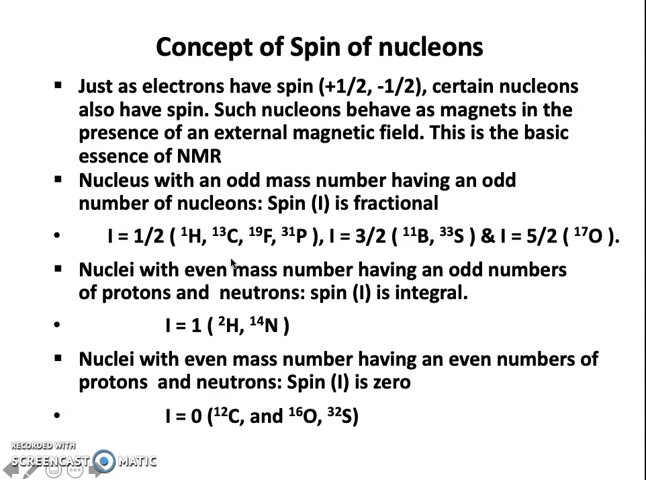 Concept of Spin of nucleons
▪ Just as electrons have spin (+1/2, -1/2), certain nucleons
also have spin. Such nucleons behave as magnets in the
presence of an external magnetic field. This is the basic
essence of NMR
▪ Nucleus with an odd mass number having an odd
number of nucleons: Spin (I) is fractional
• I = 1/2 ( ¹H, ¹³C, ¹⁹F, ³¹P ), I = 3/2 ( ¹¹B, ³³S ) & I = 5/2 ( ¹⁷O ).
▪ Nuclei with even mass number having an odd numbers
of protons and neutrons: spin (I) is integral.
• I = 1 ( ²H, ¹⁴N )
▪ Nuclei with even mass number having an even numbers of
protons and neutrons: Spin (I) is zero
• I = 0 (¹²C, and ¹⁶O, ³²S)
RECORDED WITH
SCREENCAST MATIC